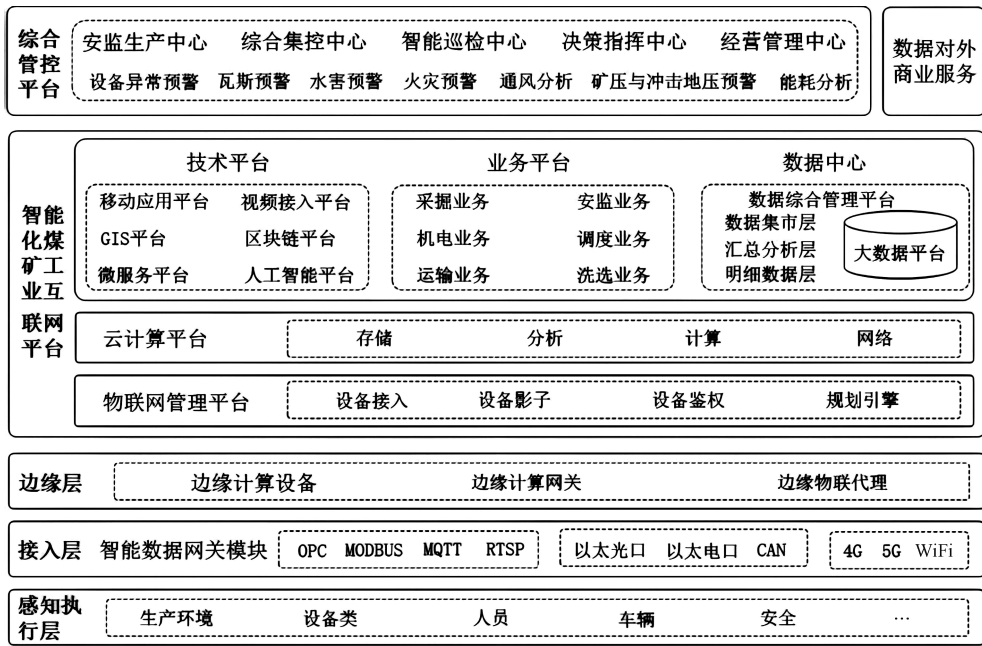 综合管控平台
安监生产中心 综合集控中心 智能巡检中心 决策指挥中心 经营管理中心
设备异常预警 瓦斯预警 水害预警 火灾预警 通风分析 矿压与冲击地压预警 能耗分析
数据对外
商业服务
智能化煤矿工业互联网平台
技术平台 业务平台 数据中心
移动应用平台 视频接入平台
GIS平台 区块链平台
微服务平台 人工智能平台
采掘业务 安监业务
机电业务 调度业务
运输业务 洗选业务
数据综合管理平台
数据集市层
汇总分析层
明细数据层
大数据平台
云计算平台 存储 分析 计算 网络
物联网管理平台 设备接入 设备影子 设备鉴权 规划引擎
边缘层 边缘计算设备 边缘计算网关 边缘物联代理
接入层 智能数据网关模块 OPC MODBUS MQTT RTSP 以太光口 以太电口 CAN 4G 5G WiFi
感知执行层 生产环境 设备类 人员 车辆 安全 …